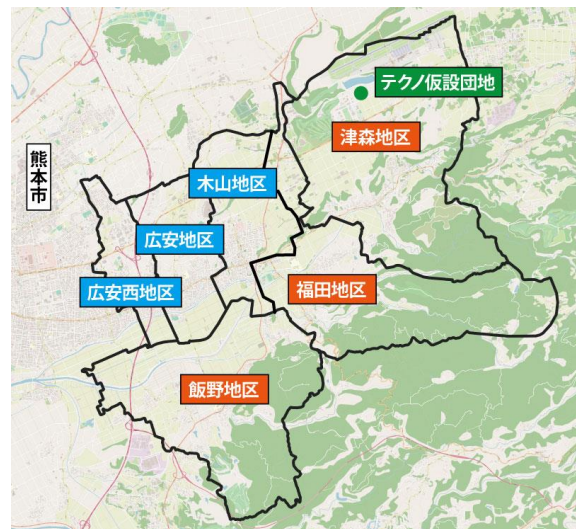 テクノ仮設団地
津森地区
熊本市
木山地区
広安地区
広安西地区
福田地区
飯野地区